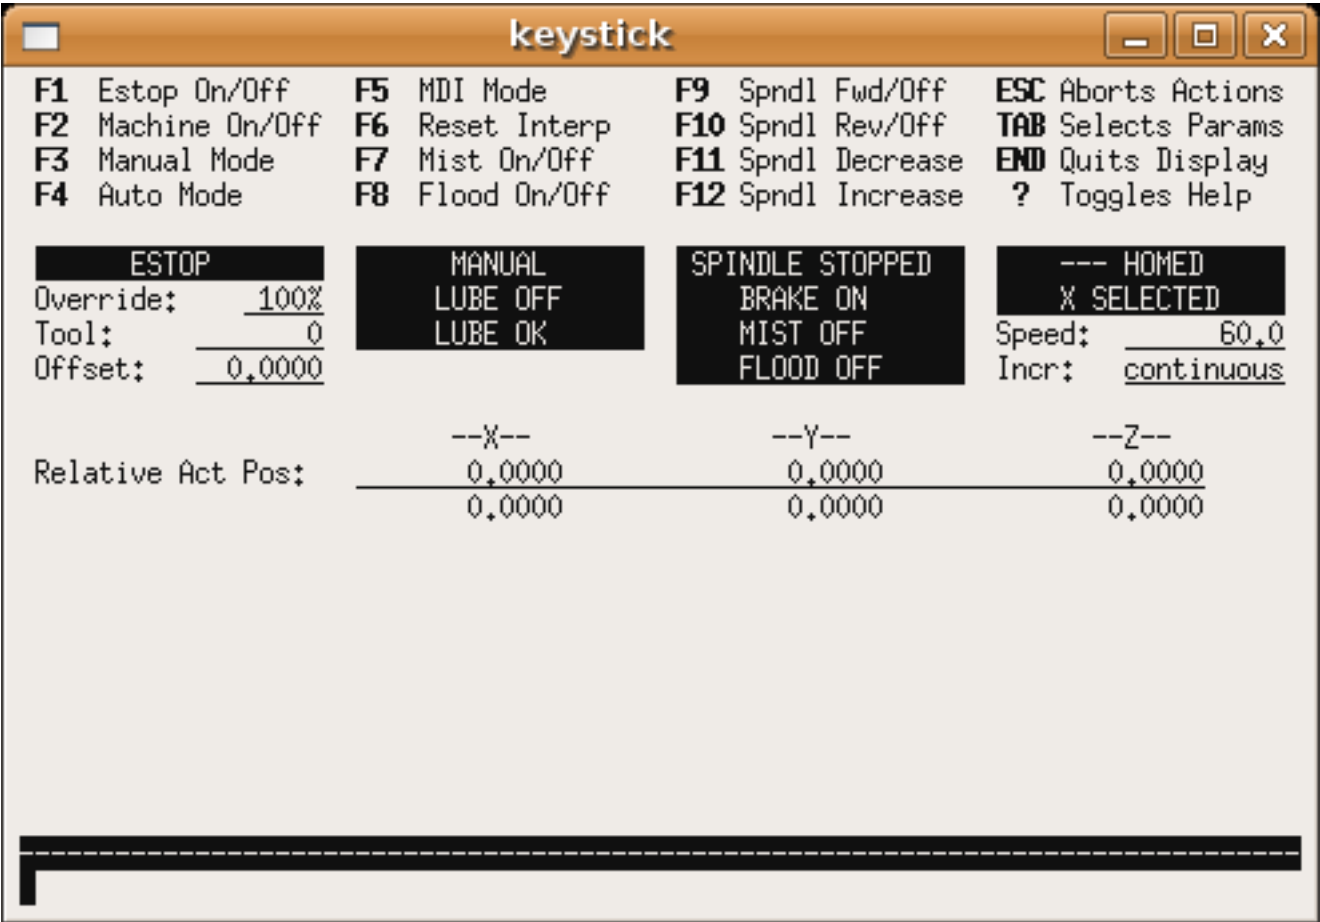 keystick
F1 Estop On/Off F5 MDI Mode F9 Spndl Fwd/Off ESC Aborts Actions
F2 Machine On/Off F6 Reset Interp F10 Spndl Rev/Off TAB Selects Params
F3 Manual Mode F7 Mist On/Off F11 Spndl Decrease END Quits Display
F4 Auto Mode F8 Flood On/Off F12 Spndl Increase ? Toggles Help
ESTOP MANUAL SPINDLE STOPPED --- HOMED
Override: 100% LUBE OFF BRAKE ON X SELECTED
Tool: 0 LUBE OK MIST OFF Speed: 60.0
Offset: 0.0000 FLOOD OFF Incr: continuous
--X-- --Y-- --Z--
Relative Act Pos: 0.0000 0.0000 0.0000
0.0000 0.0000 0.0000
--------------------------------------------------------------------------------